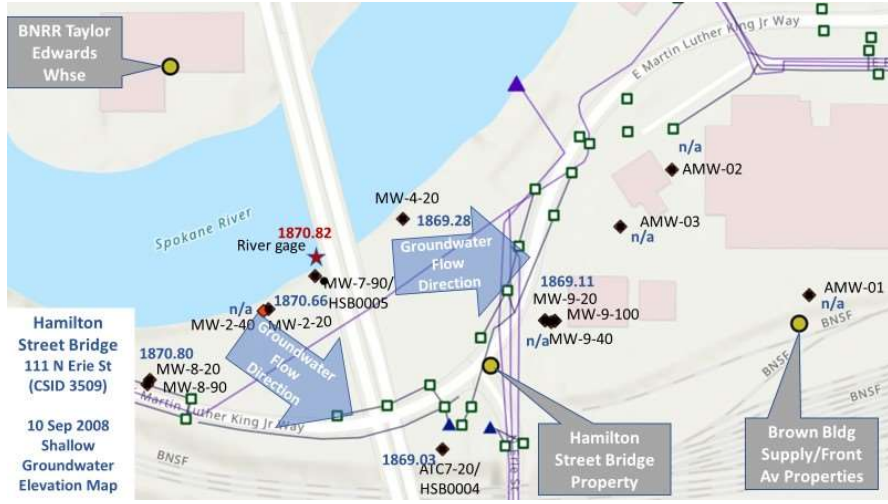 BNRR Taylor
Edwards
Whse
E Martin Luther King Jr Way
n/a
AMW-02
MW-4-20
1869.28
AMW-03
n/a
Spokane River
1870.82
River gage
Groundwater
Flow
Direction
MW-7-90/
HSB0005
1869.11
MW-9-20
MW-9-100
n/a
MW-9-40
AMW-01
n/a
n/a
1870.66
MW-2-40
MW-2-20
Groundwater
Flow
Direction
BNSF
BNSF
BNSF
Hamilton
Street Bridge
111 N Erie St
(CSID 3509)
1870.80
MW-8-20
MW-8-90
Martin Luther King Jr Way
10 Sep 2008
Shallow
Groundwater
Elevation Map
BNSF
1869.03
ATC7-20/
HSB0004
Hamilton
Street Bridge
Property
Brown Bldg
Supply/Front
Av Properties